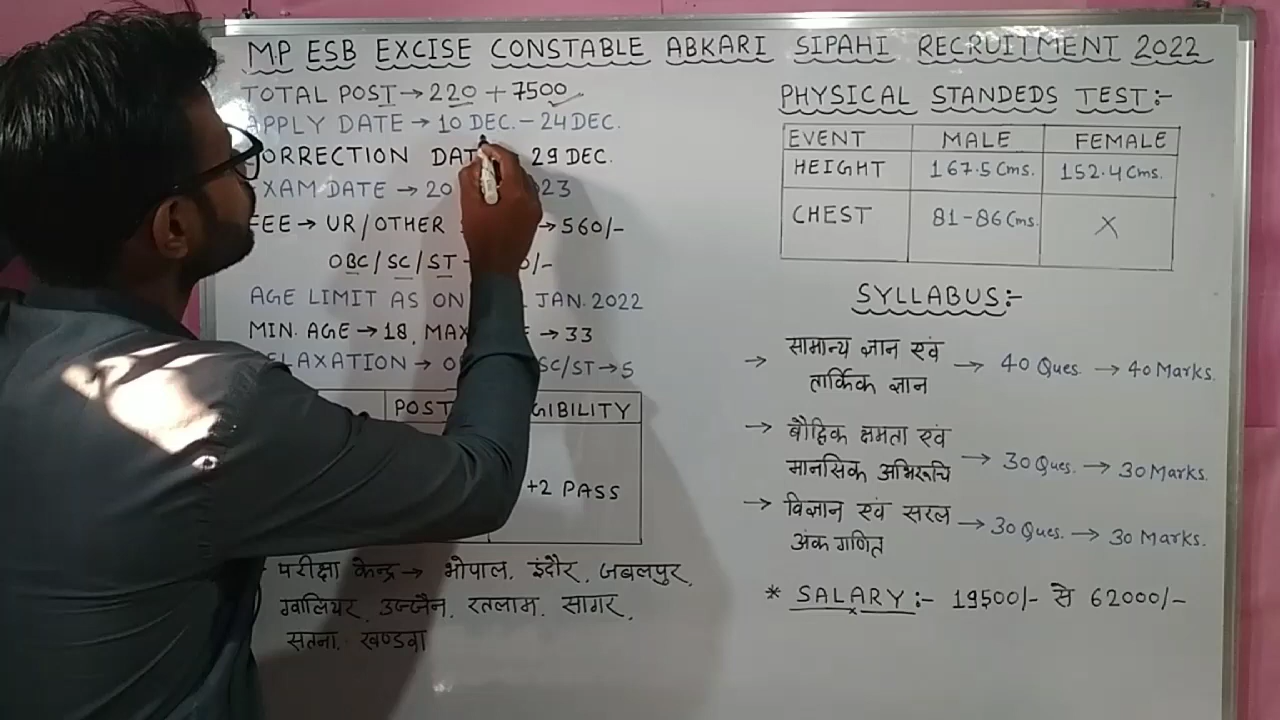 MP ESB EXCISE CONSTABLE ABKARI SIPAHI RECRUITMENT 2022
TOTAL POST → 220 + 7500
APPLY DATE → 10 DEC. – 24 DEC.
CORRECTION DAT 29 DEC.
EXAM DATE → 20
FEE → UR/OTHER → 560/-
OBC/SC/ST
AGE LIMIT AS ON JAN. 2022
MIN. AGE → 18, MAX → 33
RELAXATION → SC/ST → 5
POST GIBILITY
+2 PASS
परीक्षा केन्द्र → भोपाल, इंदौर, जबलपुर,
ग्वालियर, उज्जैन, रतलाम, सागर,
सतना, खण्डवा
PHYSICAL STANDEDS TEST:-
EVENT MALE FEMALE
HEIGHT 167.5 Cms. 152.4 Cms.
CHEST 81-86 Cms. X
SYLLABUS:-
→ सामान्य ज्ञान एवं
तार्किक ज्ञान → 40 Ques. → 40 Marks.
→ बौद्विक क्षमता एवं
मानसिक अभिरूचि → 30 Ques. → 30 Marks.
→ विज्ञान एवं सरल
अंक गणित → 30 Ques. → 30 Marks.
* SALARY:- 19500/- से 62000/-